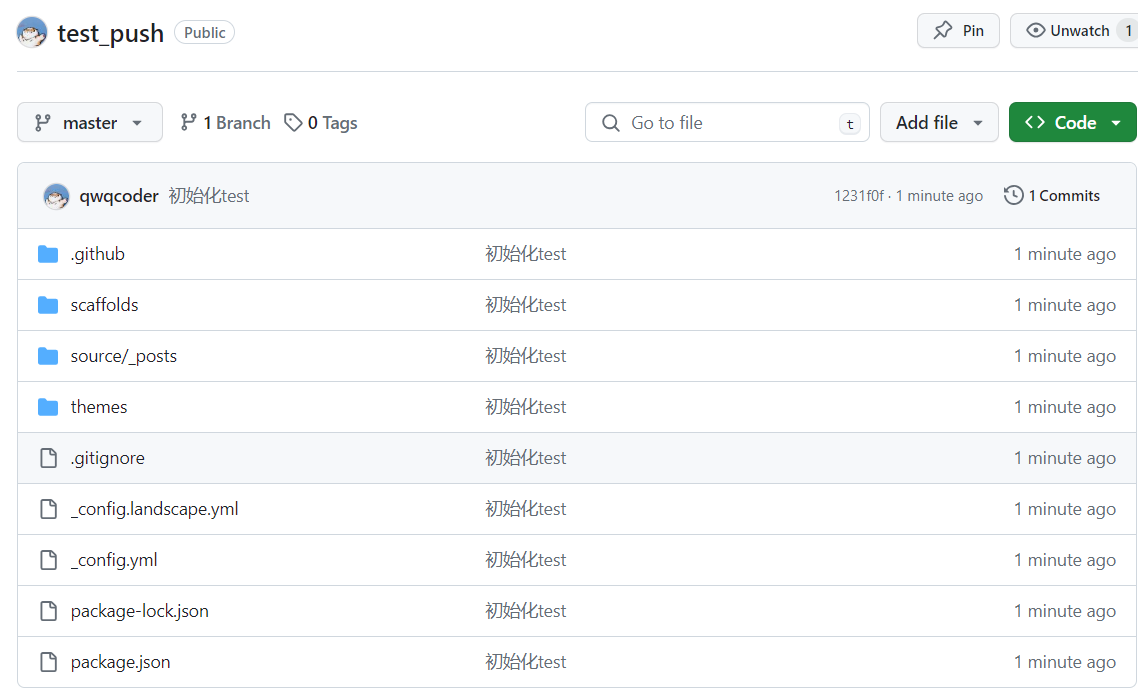 test_push Public Pin Unwatch 1
master 1 Branch 0 Tags Go to file t Add file Code
qwqcoder 初始化test 1231f0f · 1 minute ago 1 Commits
.github 初始化test 1 minute ago
scaffolds 初始化test 1 minute ago
source/_posts 初始化test 1 minute ago
themes 初始化test 1 minute ago
.gitignore 初始化test 1 minute ago
_config.landscape.yml 初始化test 1 minute ago
_config.yml 初始化test 1 minute ago
package-lock.json 初始化test 1 minute ago
package.json 初始化test 1 minute ago